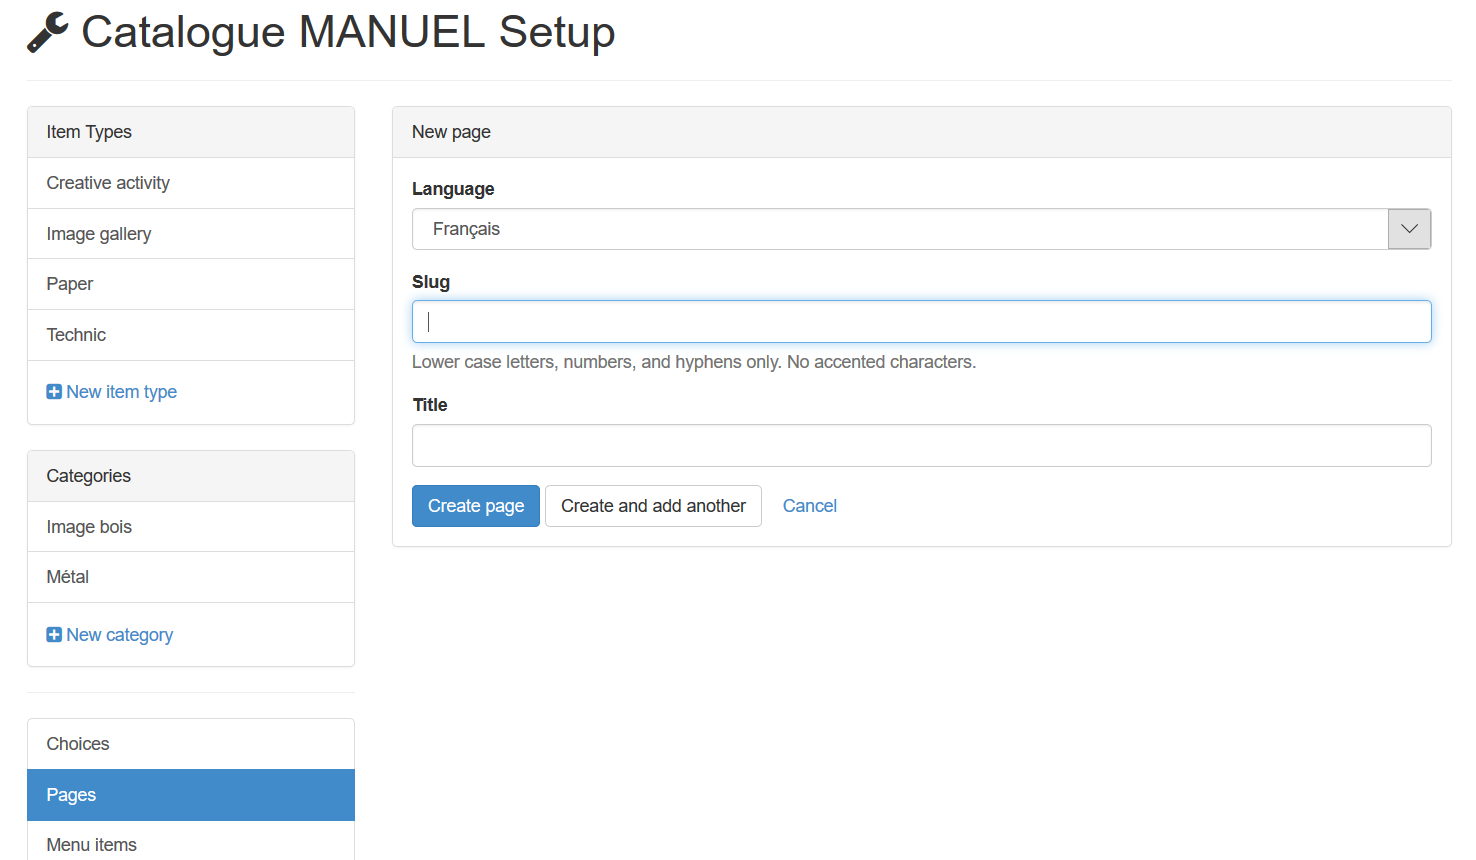 Catalogue MANUEL Setup
Item Types
Creative activity
Image gallery
Paper
Technic
New item type
Categories
Image bois
Métal
New category
Choices
Pages
Menu items
New page
Language
Français
Slug
Lower case letters, numbers, and hyphens only. No accented characters.
Title
Create page Create and add another Cancel